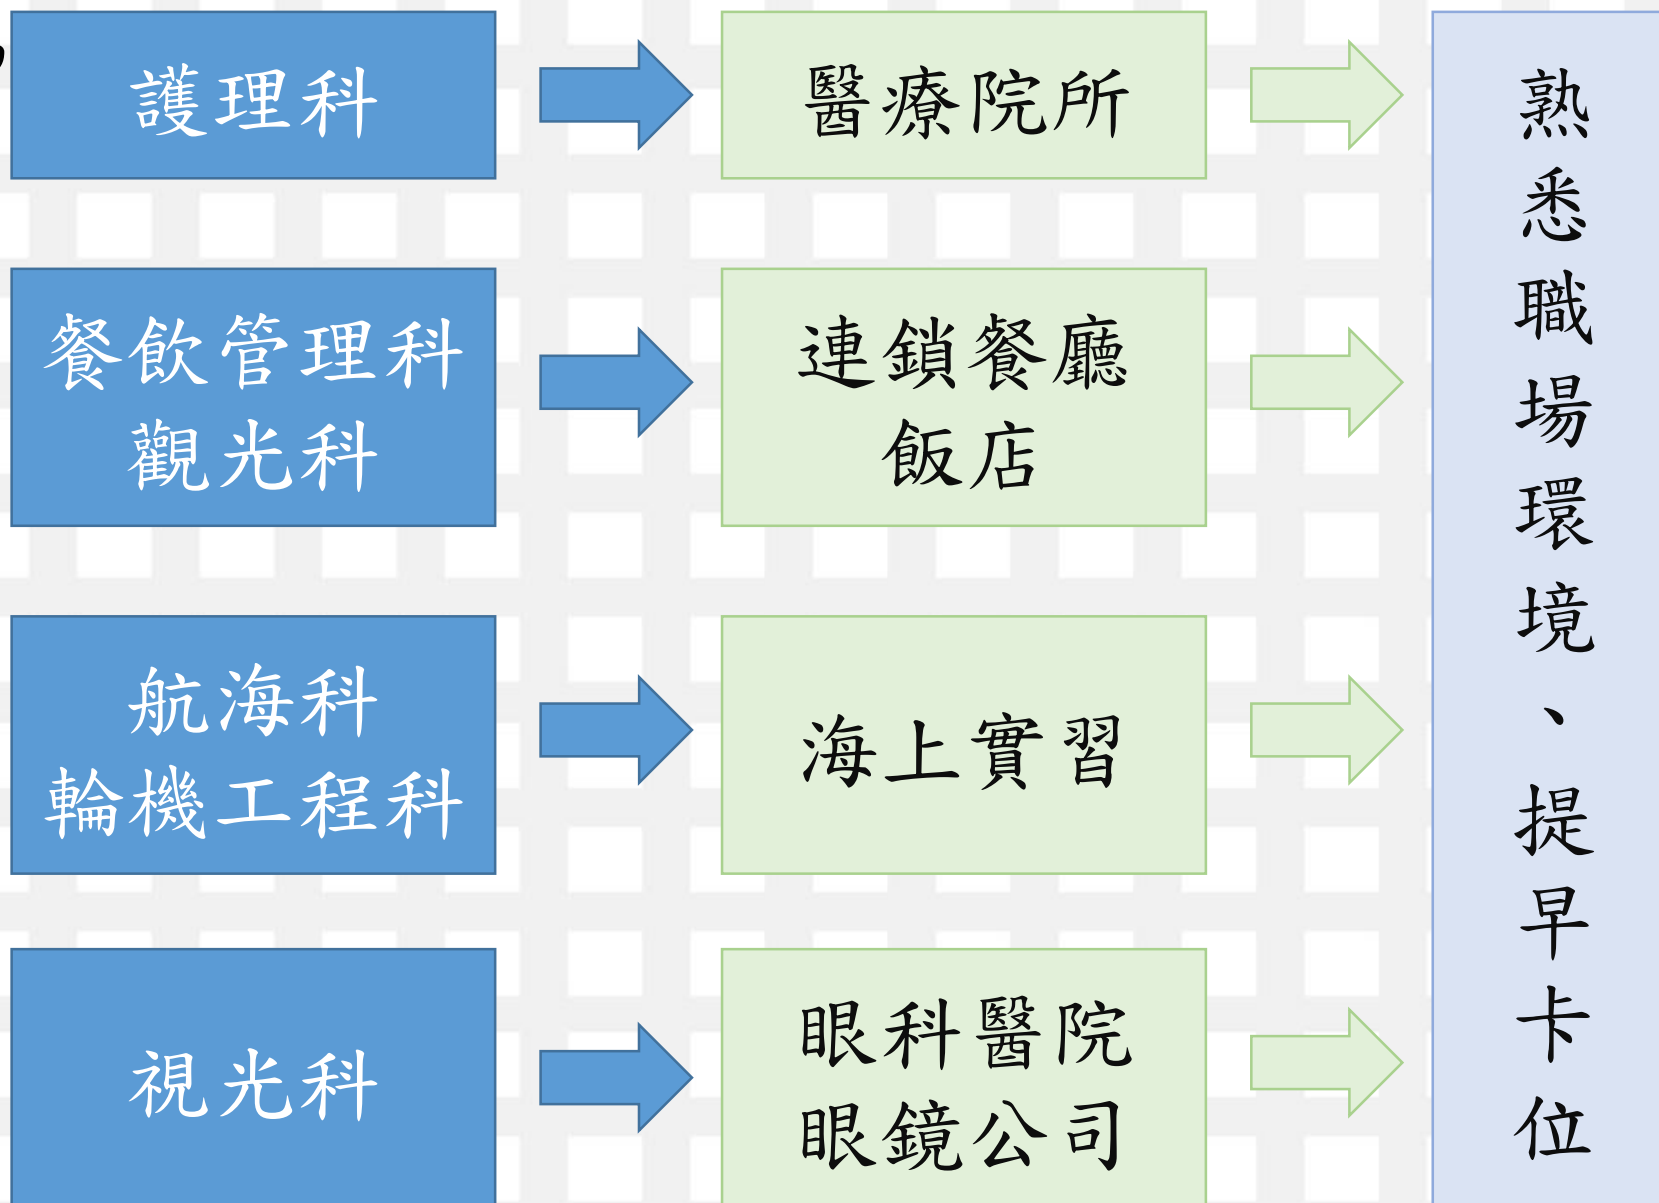 護理科
醫療院所
餐飲管理科
觀光科
連鎖餐廳
飯店
航海科
輪機工程科
海上實習
視光科
眼科醫院
眼鏡公司
熟悉職場環境、提早卡位